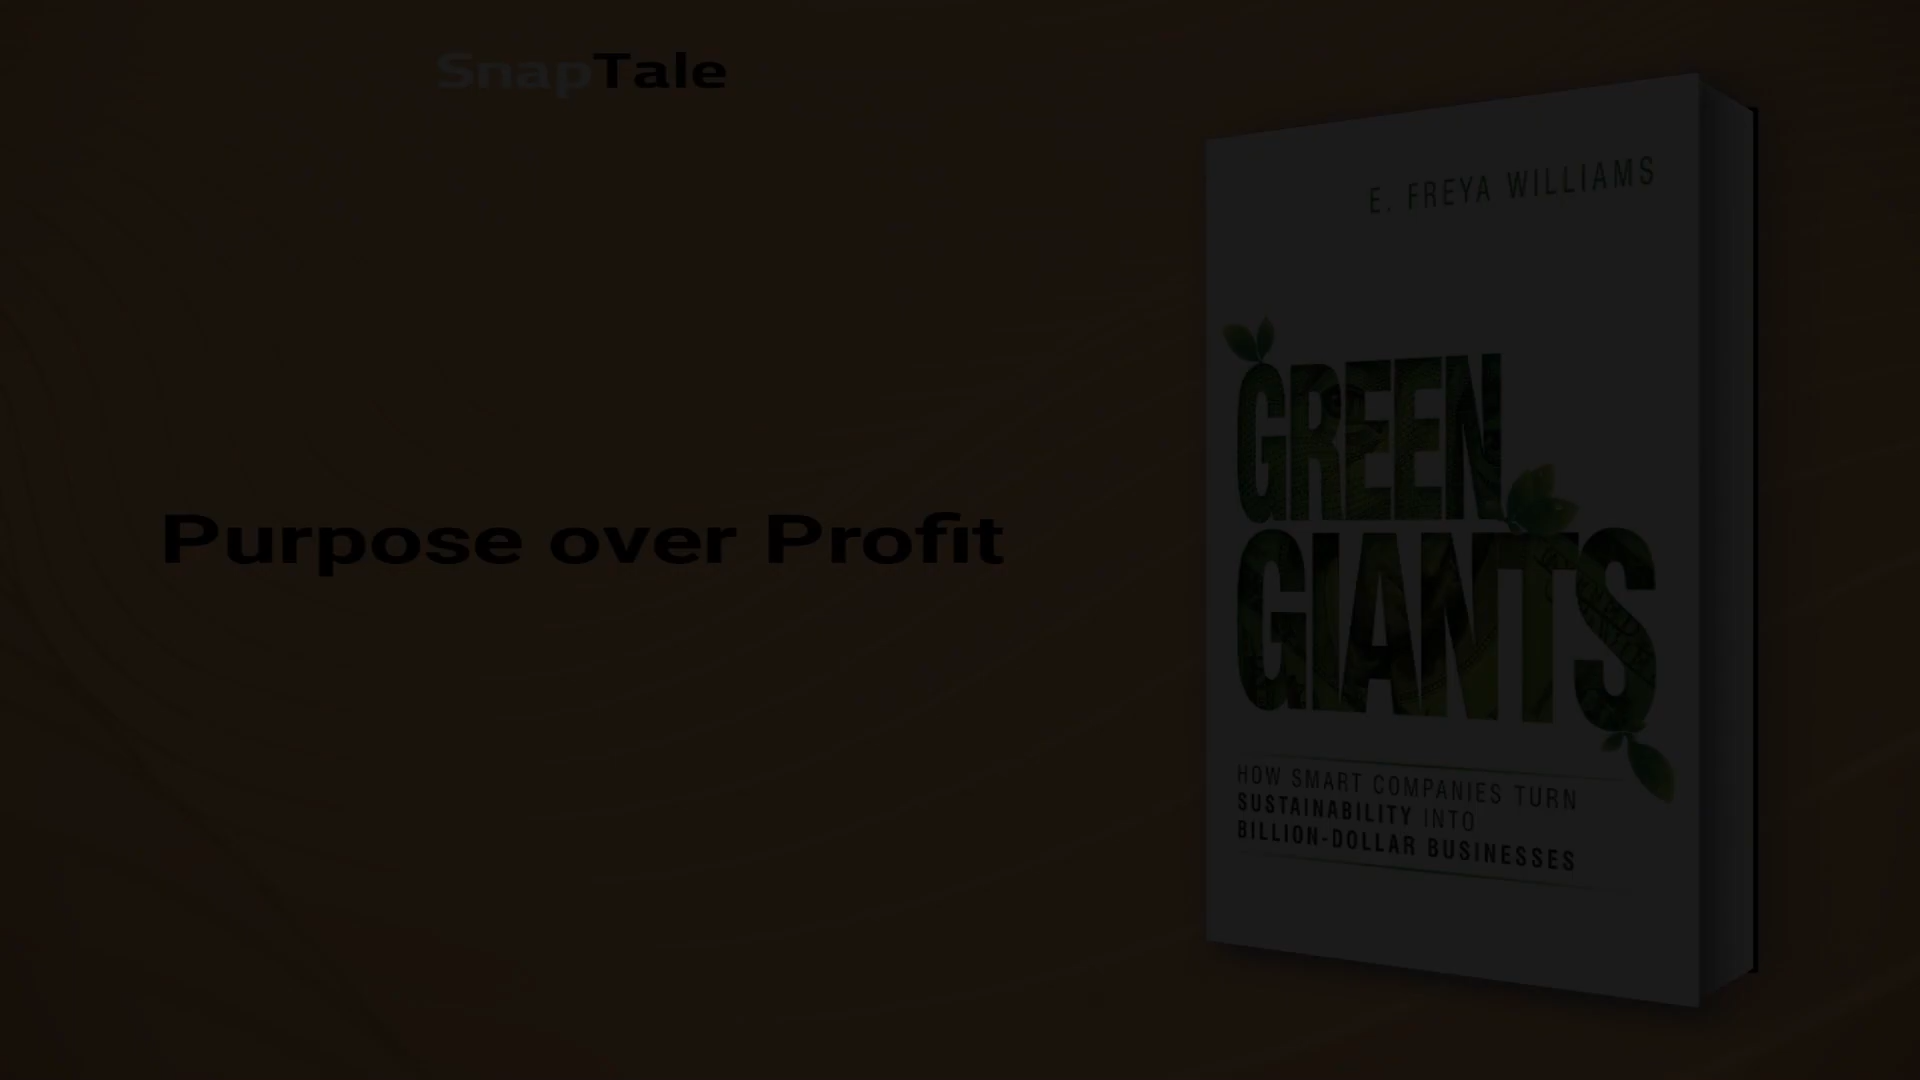 SnapTale
Purpose over Profit
E. FREYA WILLIAMS
GREEN
GIANTS
HOW SMART COMPANIES TURN
SUSTAINABILITY INTO
BILLION-DOLLAR BUSINESSES